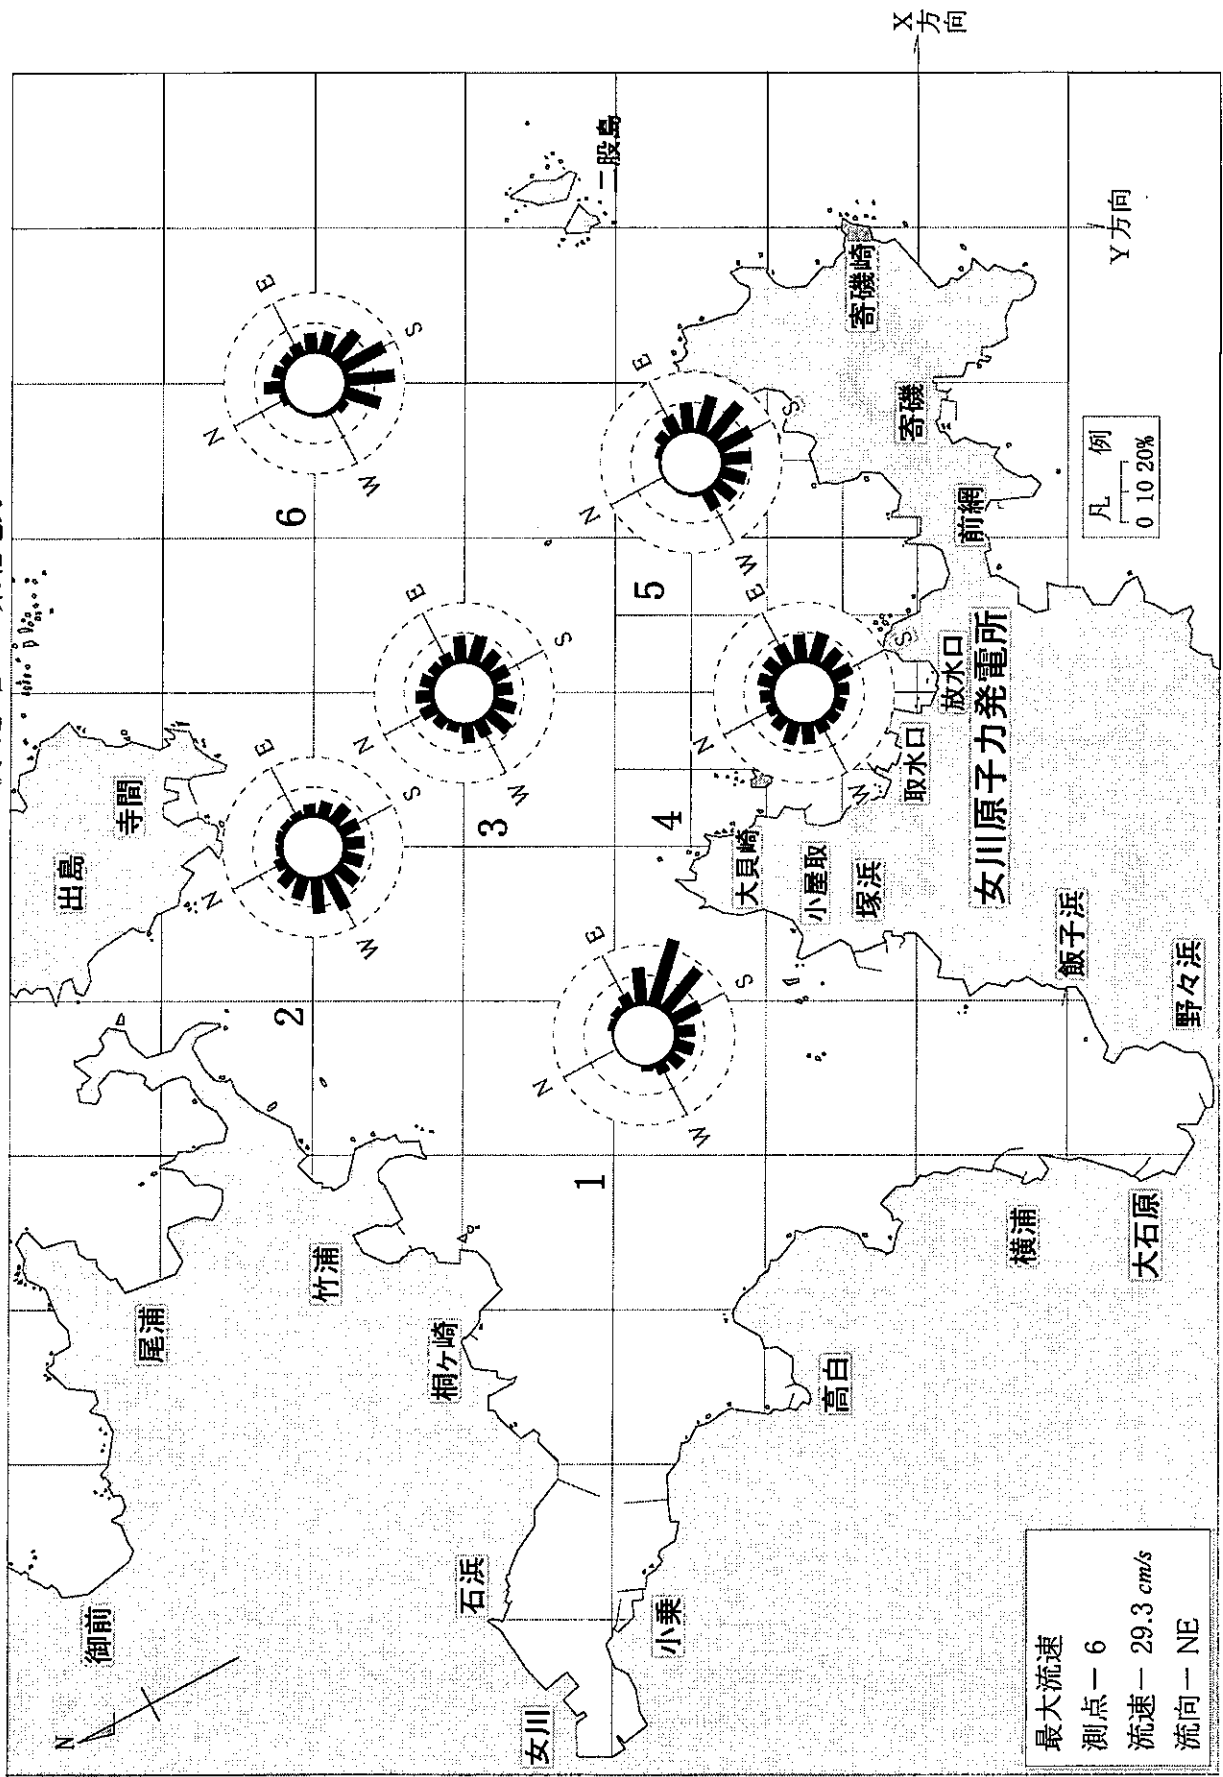 X
方向
Y方向
二股島
寄磯崎
寄磯
前網
凡 例
0 10 20%
6
N
E
S
W
5
N
E
S
W
3
N
E
S
W
4
N
E
S
W
2
N
E
S
W
1
N
E
S
W
出島
寺間
放水口
取水口
女川原子力発電所
大貝崎
小屋取
塚浜
飯子浜
野々浜
大石原
横浦
高白
竹浦
尾浦
桐ヶ崎
石浜
小乗
女川
御前
N
最大流速
測点－6
流速－29.3 cm/s
流向－NE